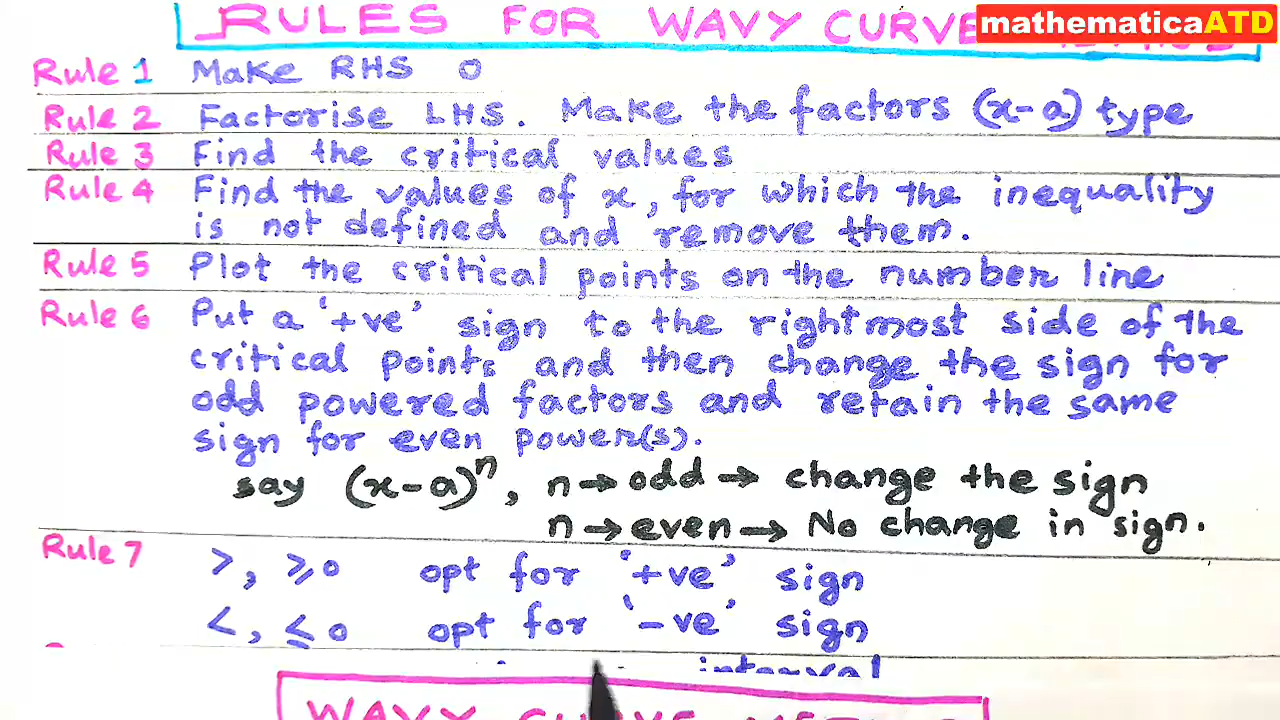 RULES FOR WAVY CURVE
mathematicaATD
Rule 1 Make RHS 0
Rule 2 Factorise LHS. Make the factors (x-a) type
Rule 3 Find the critical values
Rule 4 Find the values of x, for which the inequality
is not defined and remove them.
Rule 5 Plot the critical points on the number line
Rule 6 Put a '+ve' sign to the rightmost side of the
critical points and then change the sign for
odd powered factors and retain the same
sign for even power(s).
say (x-a)ⁿ, n→odd→ change the sign
n→even→ No change in sign.
Rule 7 >, ≥0 opt for '+ve' sign
<, ≤0 opt for '-ve' sign
interval
WAVY CURVE